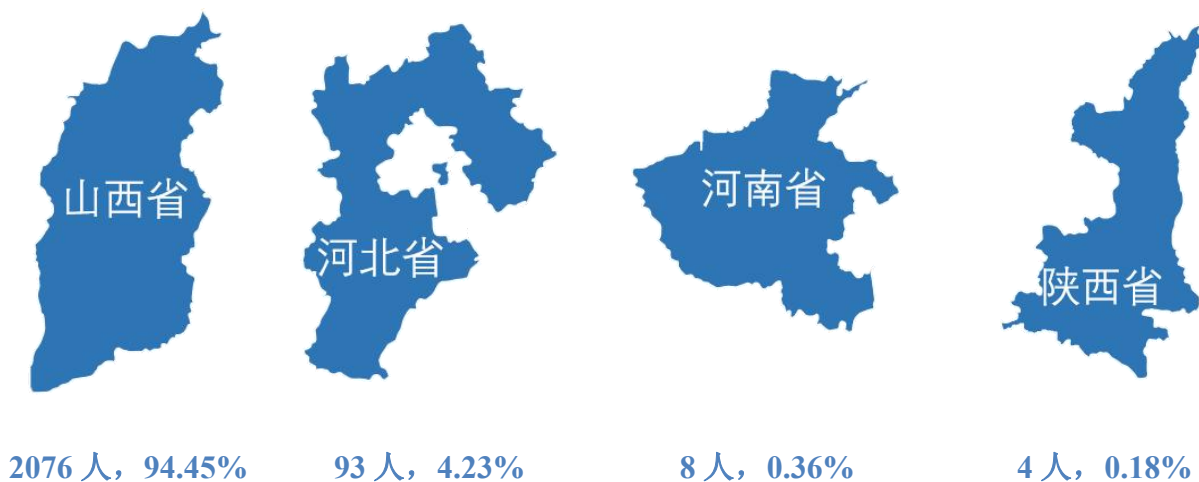 山西省
河北省
河南省
陕西省
2076 人，94.45%
93 人，4.23%
8 人，0.36%
4 人，0.18%